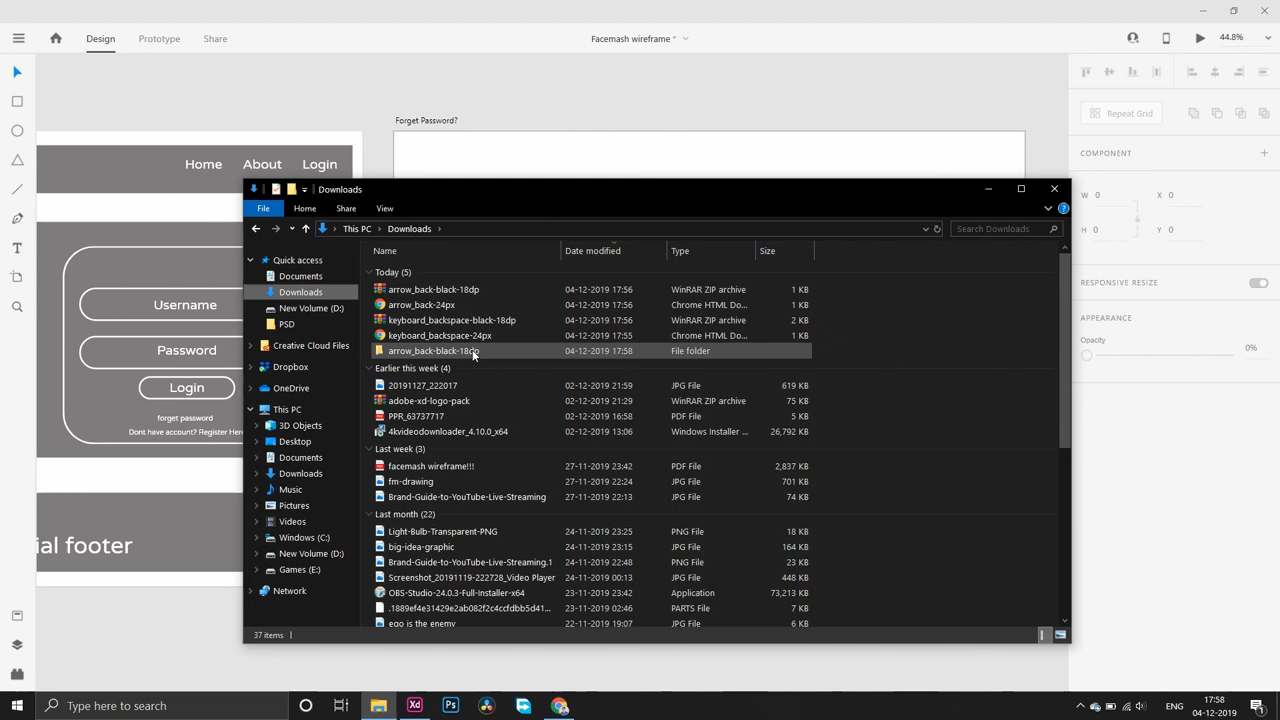 Design Prototype Share
Facemash wireframe *
44.8%
Forget Password?
Repeat Grid
COMPONENT
W 0 X 0
H 0 Y 0
RESPONSIVE RESIZE
APPEARANCE
Opacity 0%
Home About Login
Username
Password
Login
forget password
Dont have account? Register Here
ial footer
Downloads
File Home Share View
This PC Downloads
Search Downloads
Name Date modified Type Size
Quick access
Documents
Downloads
New Volume (D:)
PSD
Creative Cloud Files
Dropbox
OneDrive
This PC
3D Objects
Desktop
Documents
Downloads
Music
Pictures
Videos
Windows (C:)
New Volume (D:)
Games (E:)
Network
Today (5)
arrow_back-black-18dp 04-12-2019 17:56 WinRAR ZIP archive 1 KB
arrow_back-24px 04-12-2019 17:56 Chrome HTML Do... 1 KB
keyboard_backspace-black-18dp 04-12-2019 17:56 WinRAR ZIP archive 2 KB
keyboard_backspace-24px 04-12-2019 17:55 Chrome HTML Do... 1 KB
arrow_back-black-18dp 04-12-2019 17:58 File folder
Earlier this week (4)
20191127_222017 02-12-2019 21:59 JPG File 619 KB
adobe-xd-logo-pack 02-12-2019 21:29 WinRAR ZIP archive 75 KB
PPR_63737717 02-12-2019 16:58 PDF File 5 KB
4kvideodownloader_4.10.0_x64 02-12-2019 13:06 Windows Installer ... 26,792 KB
Last week (3)
facemash wireframe!!! 27-11-2019 23:42 PDF File 2,837 KB
fm-drawing 27-11-2019 22:24 JPG File 701 KB
Brand-Guide-to-YouTube-Live-Streaming 27-11-2019 22:13 JPG File 74 KB
Last month (22)
Light-Bulb-Transparent-PNG 24-11-2019 23:25 PNG File 18 KB
big-idea-graphic 24-11-2019 23:15 JPG File 164 KB
Brand-Guide-to-YouTube-Live-Streaming.1 24-11-2019 22:48 PNG File 23 KB
Screenshot_20191119-222728_Video Player 24-11-2019 00:13 JPG File 448 KB
OBS-Studio-24.0.3-Full-Installer-x64 23-11-2019 23:42 Application 73,213 KB
.1889ef4e31429e2ab082f2c4ccfdbb5d41... 23-11-2019 02:46 PARTS File 7 KB
ego is the enemy 22-11-2019 19:07 JPG File 6 KB
37 items
Type here to search
Xd
Ps
ENG
17:58
04-12-2019